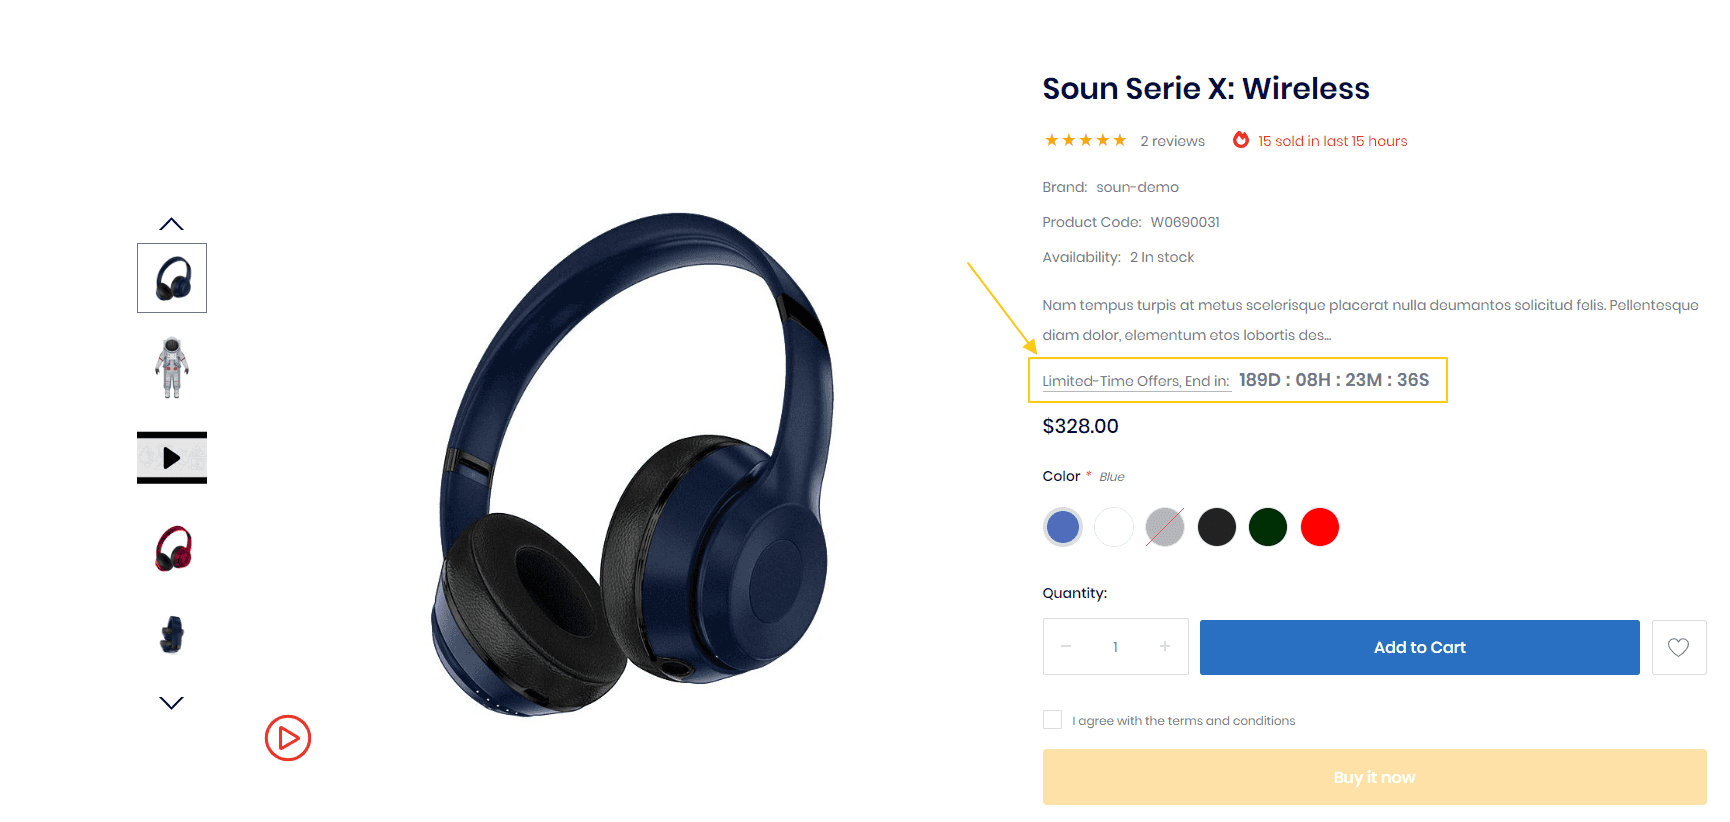 Soun Serie X: Wireless
2 reviews
15 sold in last 15 hours
Brand: soun-demo
Product Code: W0690031
Availability: 2 In stock
Nam tempus turpis at metus scelerisque placerat nulla deumantos solicitud felis. Pellentesque
diam dolor, elementum etos lobortis des...
Limited-Time Offers, End in: 189D : 08H : 23M : 36S
$328.00
Color * Blue
Quantity:
− 1 +
Add to Cart
I agree with the terms and conditions
Buy it now